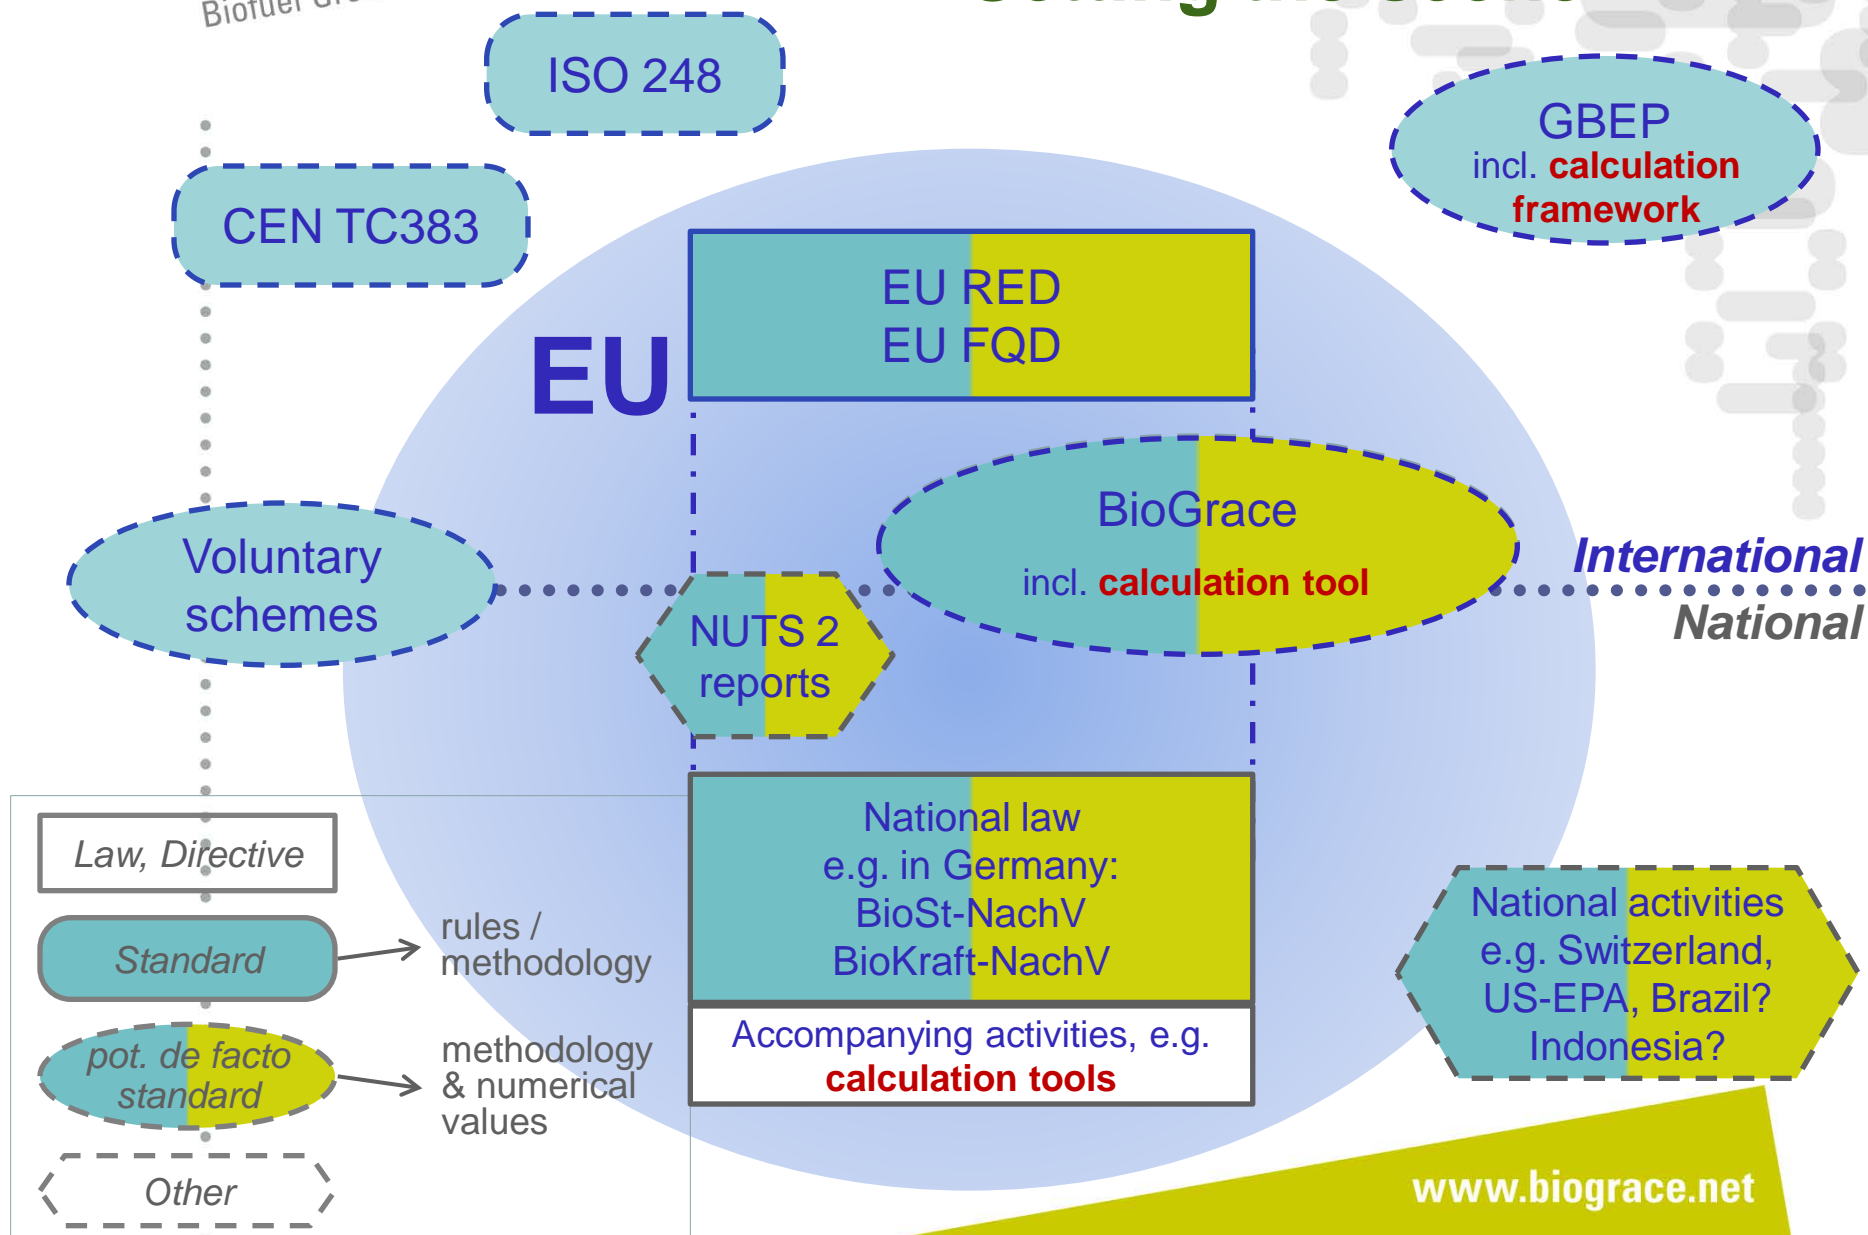 Biofuel
ISO 248
GBEP
incl. calculation
framework
CEN TC383
EU RED
EU FQD
EU
BioGrace
incl. calculation tool
Voluntary
schemes
International
National
NUTS 2
reports
National law
e.g. in Germany:
BioSt-NachV
BioKraft-NachV
Accompanying activities, e.g.
calculation tools
National activities
e.g. Switzerland,
US-EPA, Brazil?
Indonesia?
Law, Directive
Standard
rules /
methodology
pot. de facto
standard
methodology
& numerical
values
Other
www.biograce.net